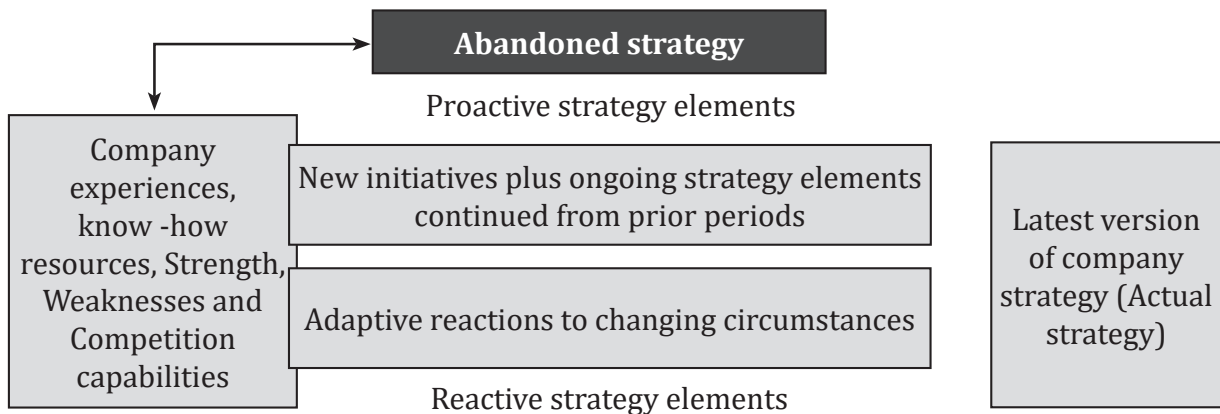 Abandoned strategy
Proactive strategy elements
Company
experiences,
know -how
resources, Strength,
Weaknesses and
Competition
capabilities
New initiatives plus ongoing strategy elements
continued from prior periods
Adaptive reactions to changing circumstances
Reactive strategy elements
Latest version
of company
strategy (Actual
strategy)